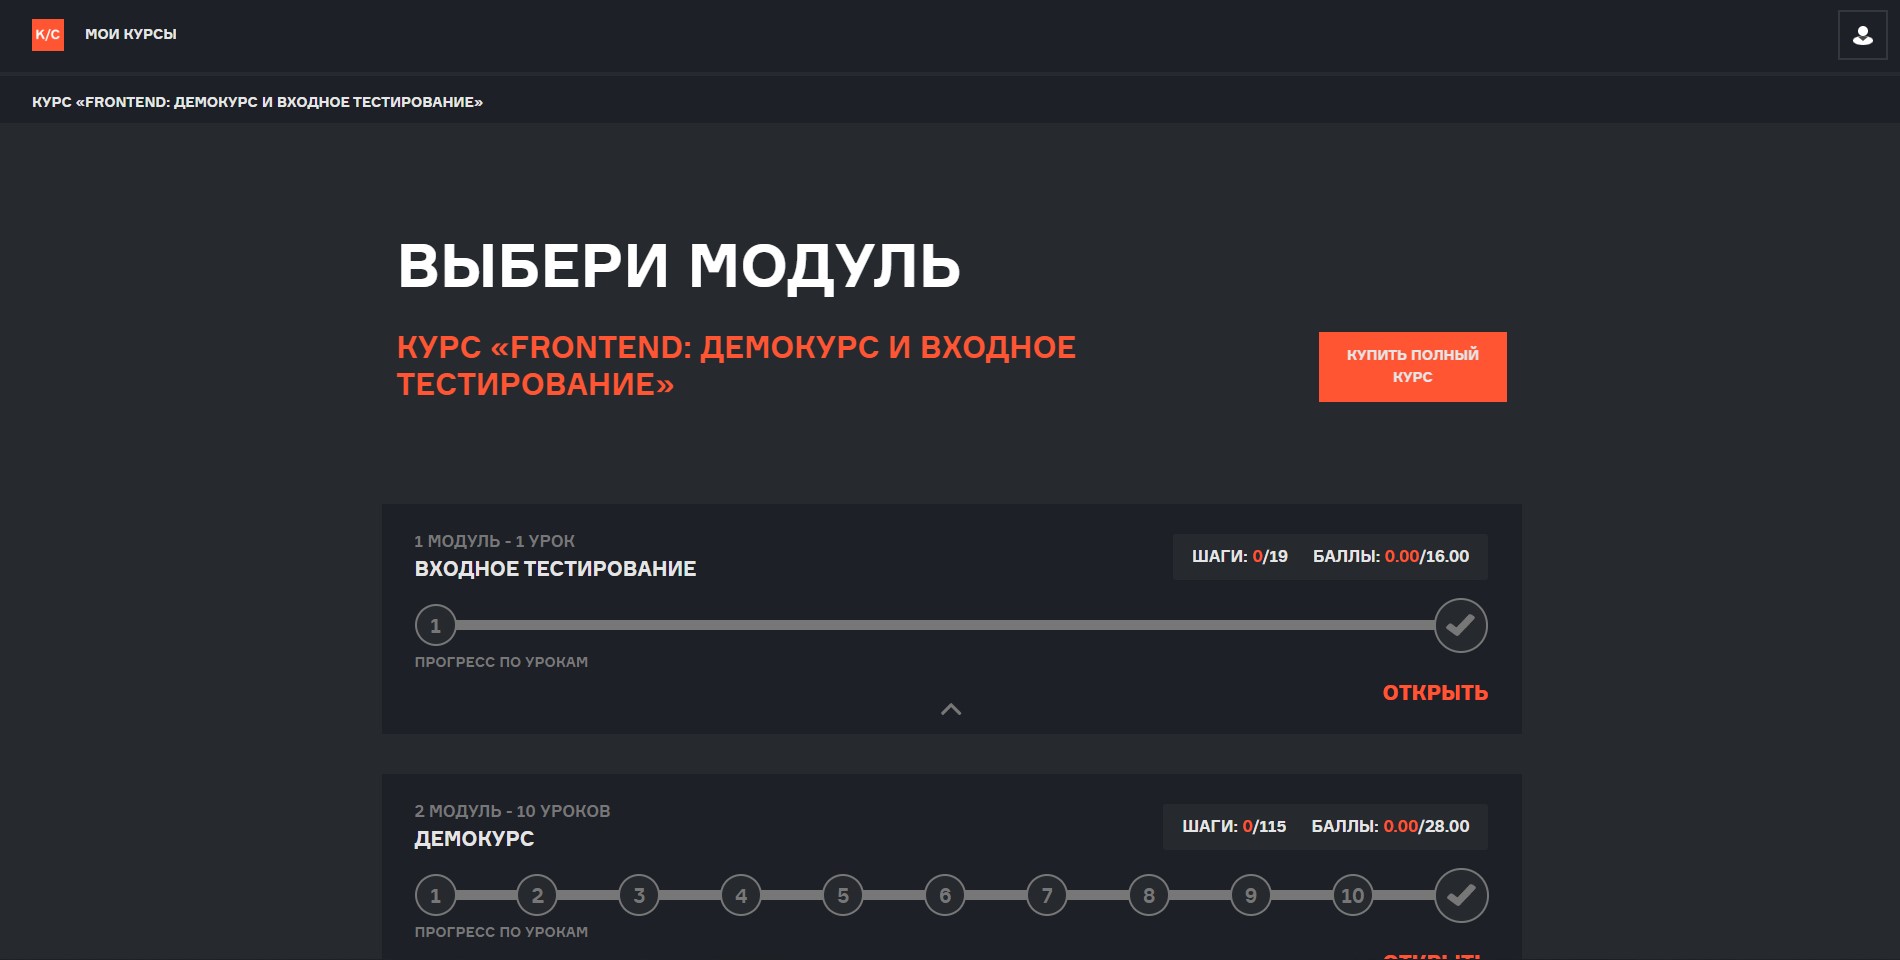 К/С
МОИ КУРСЫ
КУРС «FRONTEND: ДЕМОКУРС И ВХОДНОЕ ТЕСТИРОВАНИЕ»
ВЫБЕРИ МОДУЛЬ
КУРС «FRONTEND: ДЕМОКУРС И ВХОДНОЕ
ТЕСТИРОВАНИЕ»
КУПИТЬ ПОЛНЫЙ
КУРС
1 МОДУЛЬ - 1 УРОК
ВХОДНОЕ ТЕСТИРОВАНИЕ
ШАГИ: 0/19 БАЛЛЫ: 0.00/16.00
1
ПРОГРЕСС ПО УРОКАМ
ОТКРЫТЬ
2 МОДУЛЬ - 10 УРОКОВ
ДЕМОКУРС
ШАГИ: 0/115 БАЛЛЫ: 0.00/28.00
1 2 3 4 5 6 7 8 9 10
ПРОГРЕСС ПО УРОКАМ
ОТКРЫТЬ